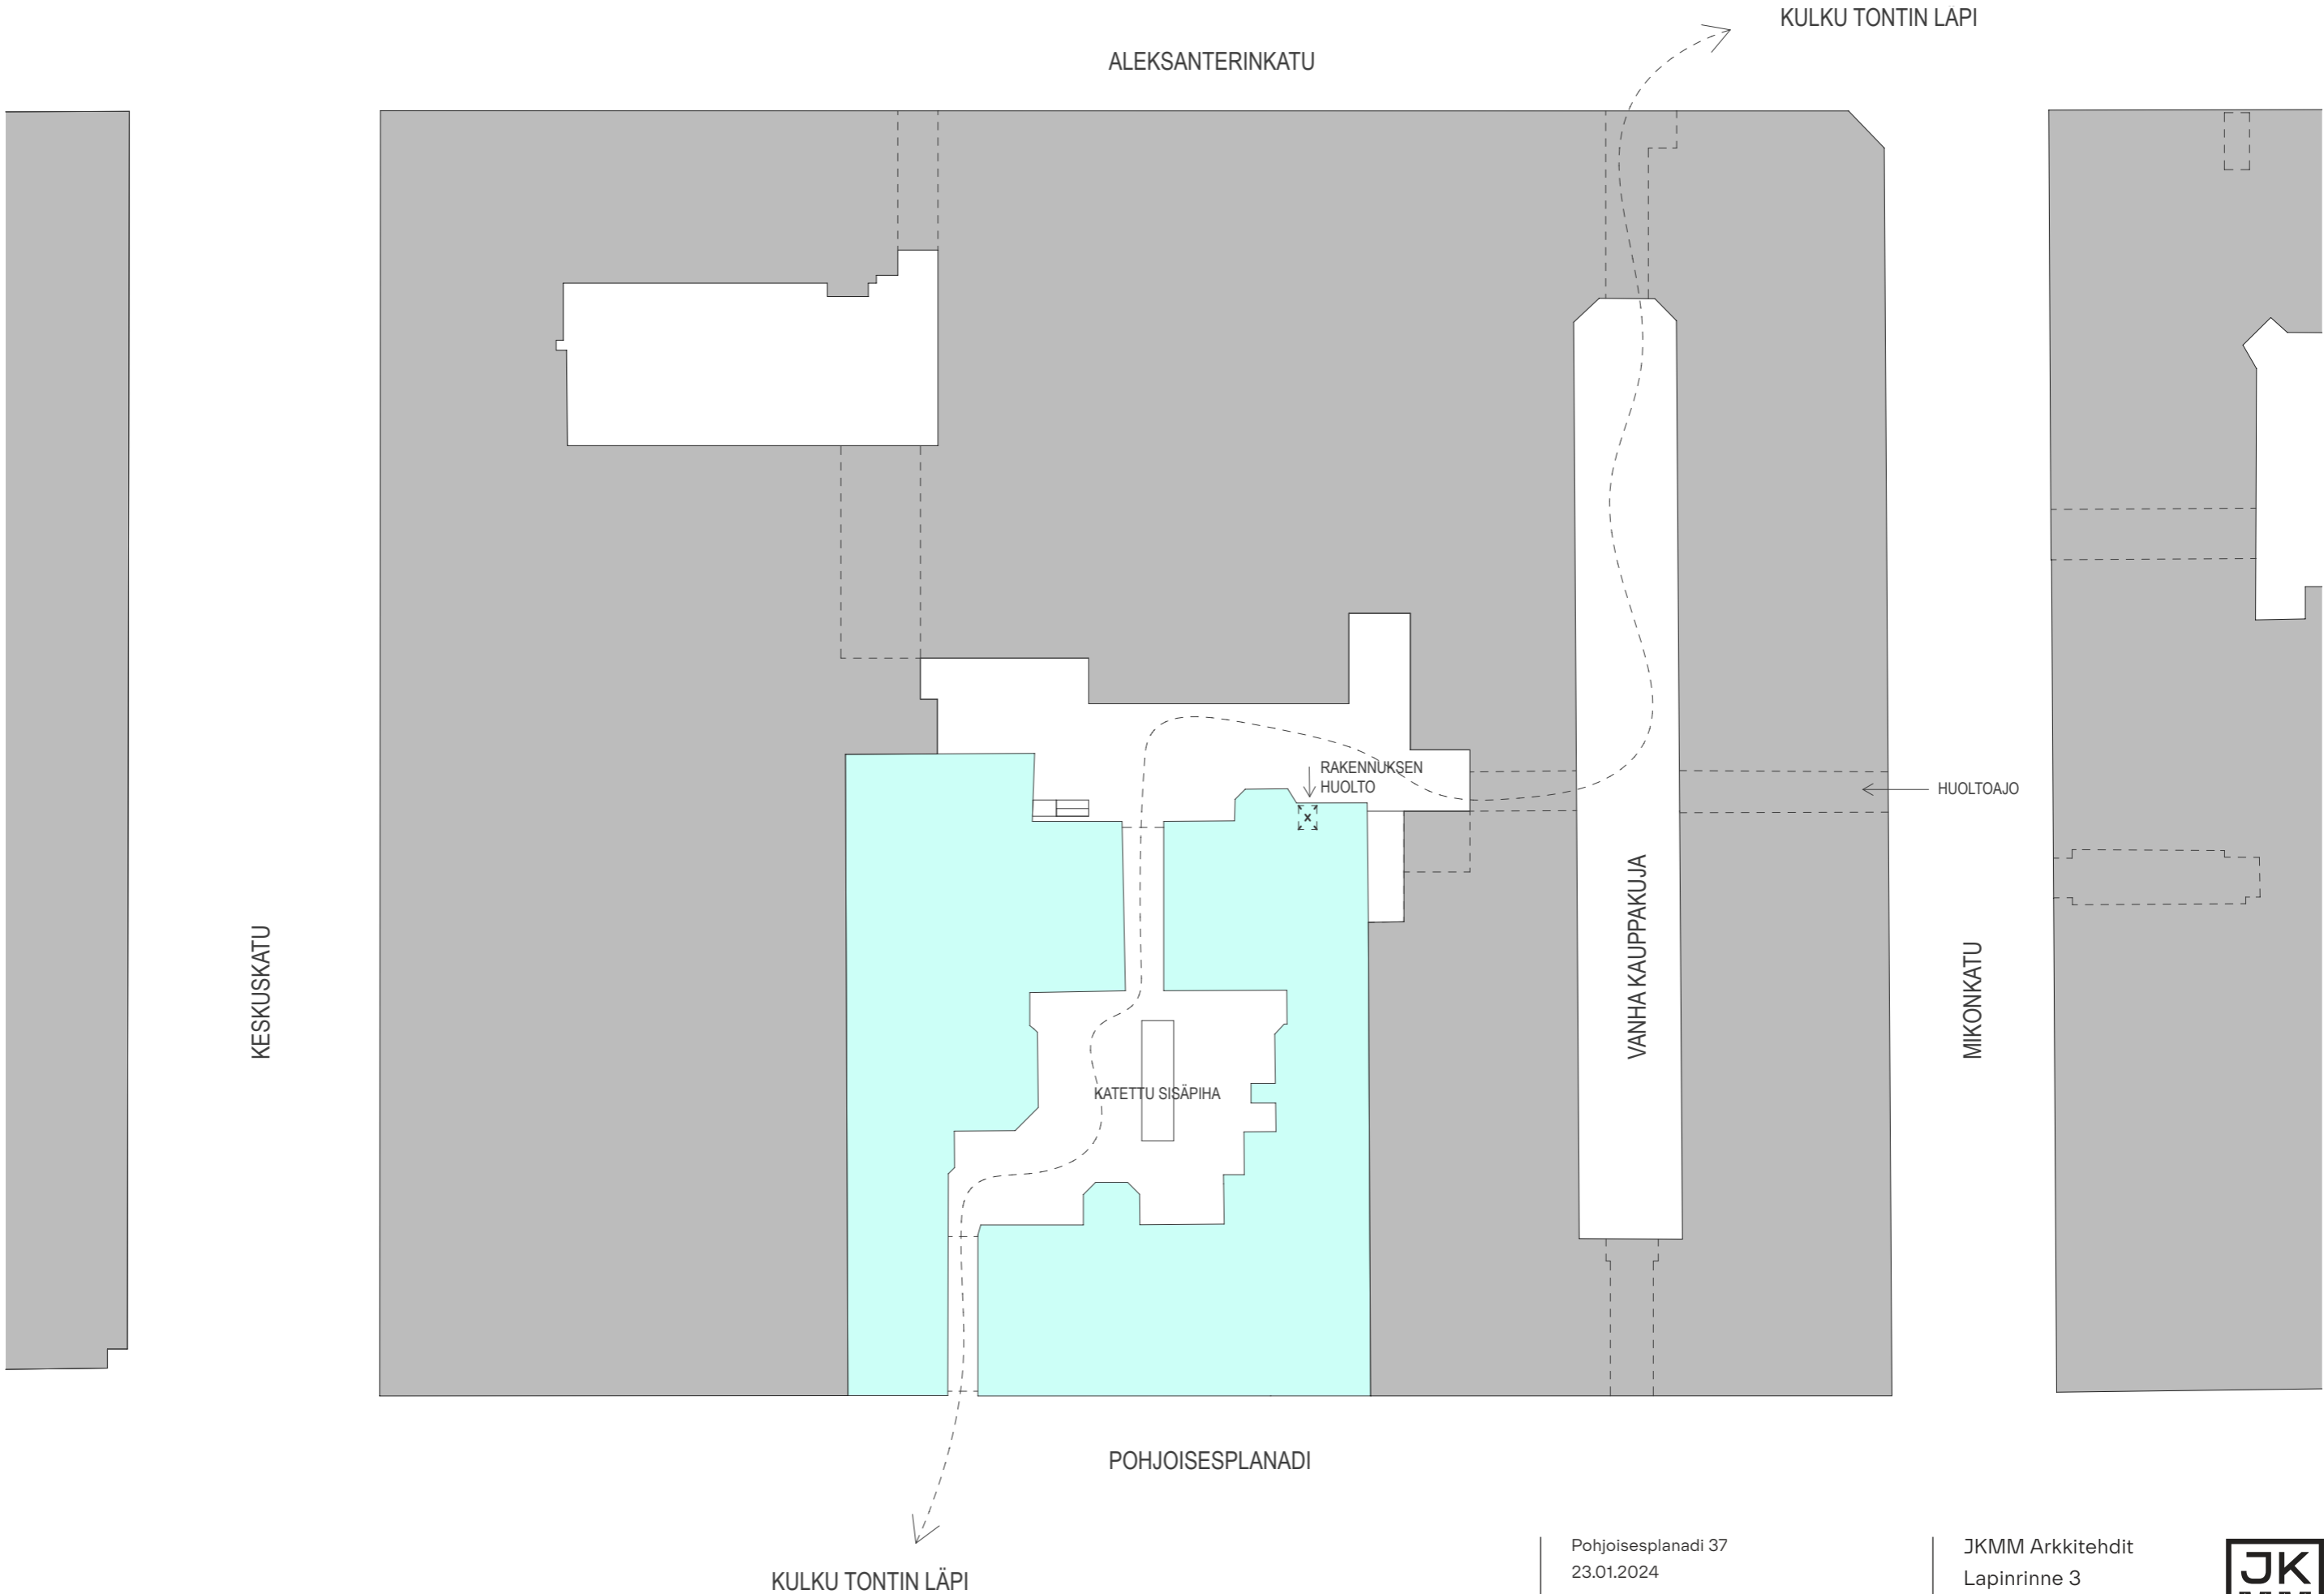 KULKU TONTIN LÄPI
ALEKSANTERINKATU
RAKENNUKSEN
HUOLTO
x
HUOLTOAJO
VANHA KAUPPAKUJA
KESKUSKATU
MIKONKATU
KATETTU SISÄPIHA
POHJOISESPLANADI
KULKU TONTIN LÄPI
Pohjoisesplanadi 37
23.01.2024
JKMM Arkkitehdit
Lapinrinne 3
JK